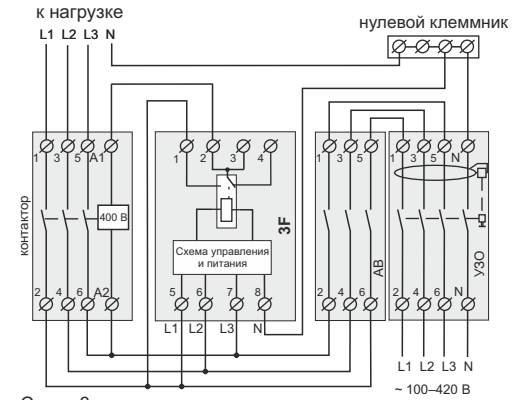 к нагрузке
L1 L2 L3 N
нулевой клеммник
1 3 5 A1
1 2 3 4
1 3 5
1 3 5 N
контактор
400 В
3F
Схема управления
и питания
АВ
УЗО
2 4 6 A2
5 6 7 8
2 4 6
2 4 6 N
L1 L2 L3 N
L1 L2 L3 N
~ 100–420 В